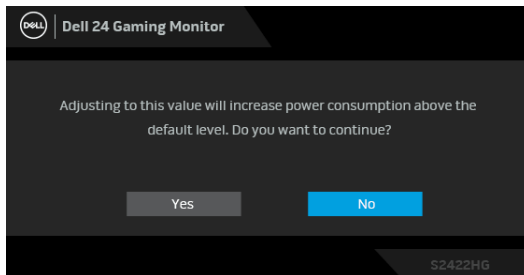 DELL
Dell 24 Gaming Monitor
Adjusting to this value will increase power consumption above the
default level. Do you want to continue?
Yes
No
S2422HG